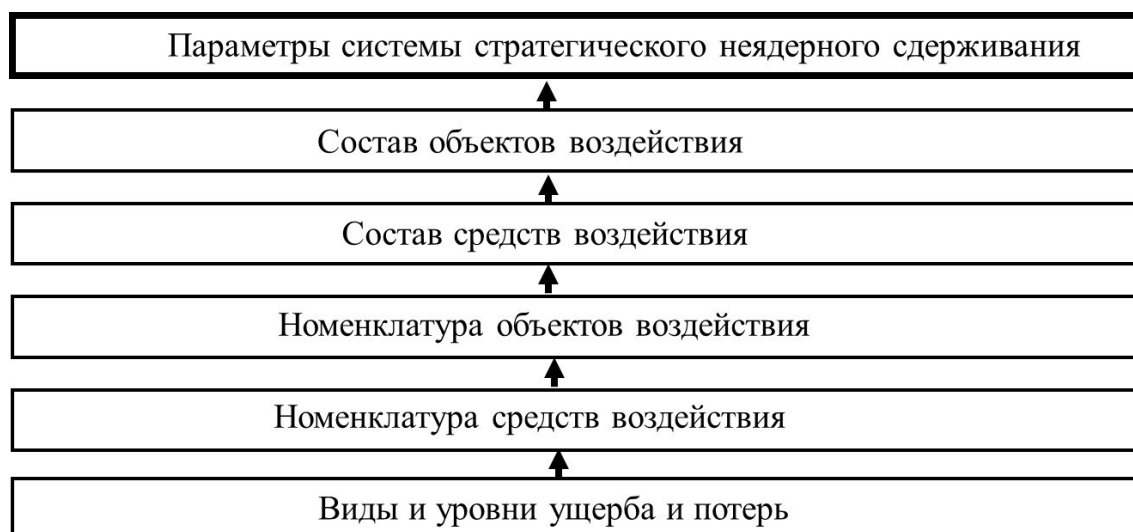 Параметры системы стратегического неядерного сдерживания
Состав объектов воздействия
Состав средств воздействия
Номенклатура объектов воздействия
Номенклатура средств воздействия
Виды и уровни ущерба и потерь